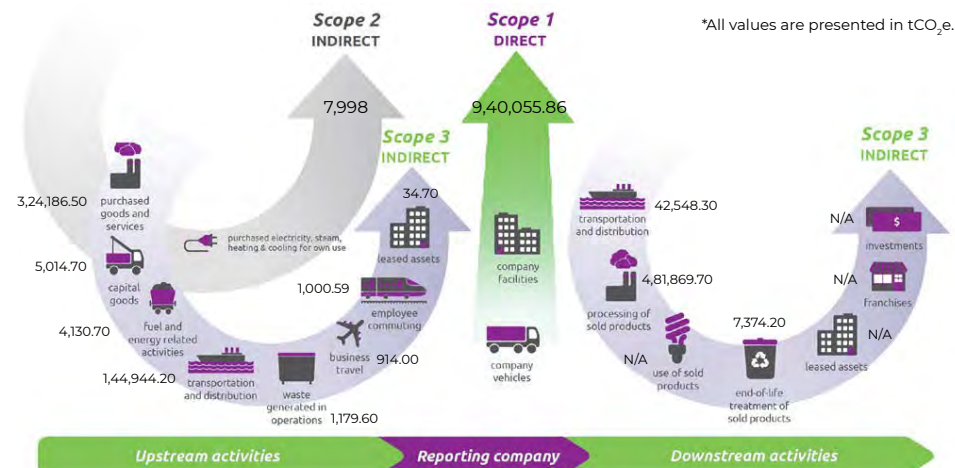 *All values are presented in tCO₂e.
Scope 2
INDIRECT
7,998
Scope 1
DIRECT
9,40,055.86
Scope 3
INDIRECT
34.70
leased assets
3,24,186.50
purchased
goods and
services
purchased electricity, steam,
heating & cooling for own use
5,014.70
capital
goods
4,130.70
fuel and
energy related
activities
1,44,944.20
transportation
and distribution
waste
generated in
operations
1,179.60
business
travel
914.00
1,000.59
employee
commuting
company
facilities
company
vehicles
42,548.30
transportation
and distribution
4,81,869.70
processing of
sold products
N/A
use of sold
products
7,374.20
end-of-life
treatment of
sold products
N/A
leased assets
N/A
franchises
N/A
$
investments
Scope 3
INDIRECT
Upstream activities
Reporting company
Downstream activities